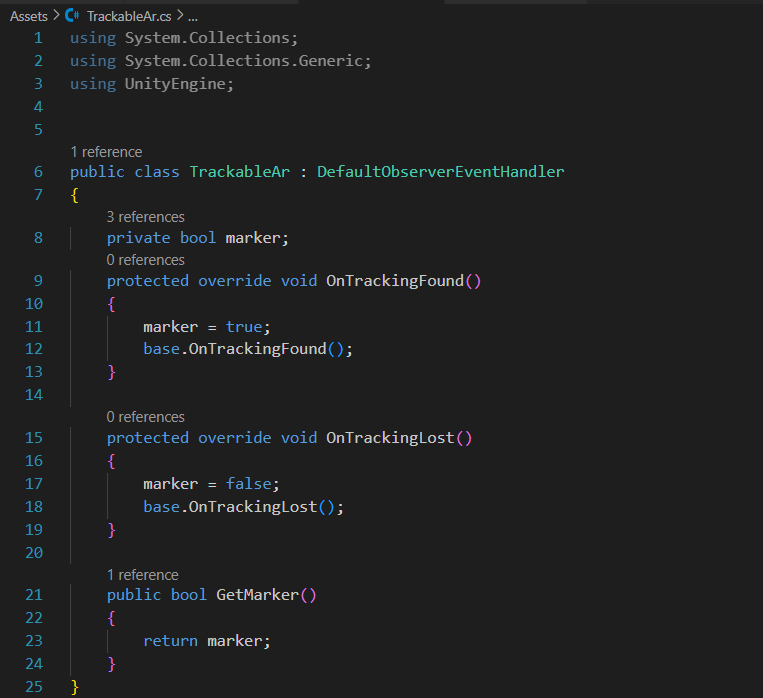 Assets > C# TrackableAr.cs > ...
1 using System.Collections;
2 using System.Collections.Generic;
3 using UnityEngine;
4
5
1 reference
6 public class TrackableAr : DefaultObserverEventHandler
7 {
3 references
8 private bool marker;
0 references
9 protected override void OnTrackingFound()
10 {
11 marker = true;
12 base.OnTrackingFound();
13 }
14
0 references
15 protected override void OnTrackingLost()
16 {
17 marker = false;
18 base.OnTrackingLost();
19 }
20
1 reference
21 public bool GetMarker()
22 {
23 return marker;
24 }
25 }